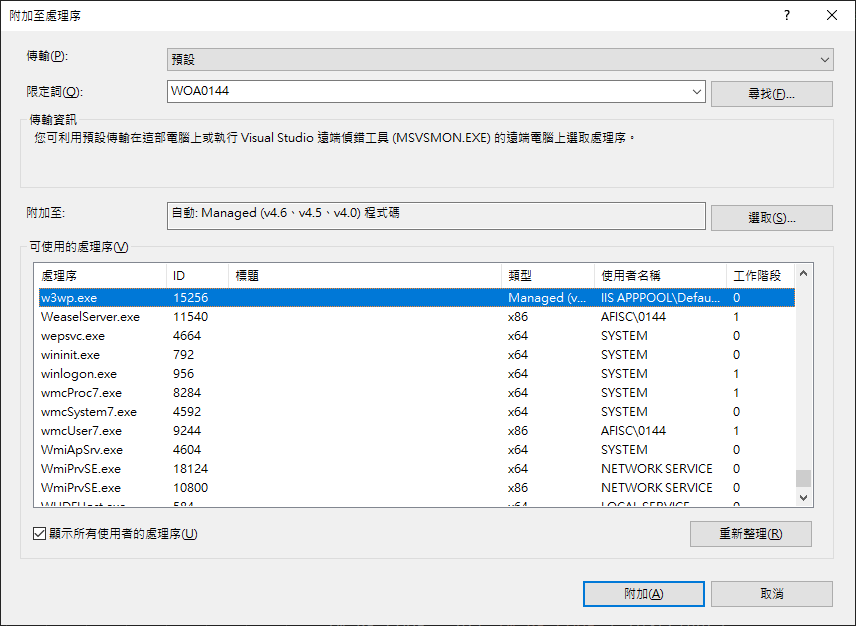 附加至處理序
傳輸(P):
預設
限定詞(Q):
WOA0144
尋找(F)...
傳輸資訊
您可利用預設傳輸在這部電腦上或執行 Visual Studio 遠端偵錯工具 (MSVSMON.EXE) 的遠端電腦上選取處理序。
附加至:
自動: Managed (v4.6、v4.5、v4.0) 程式碼
選取(S)...
可使用的處理序(V)
處理序 ID 標題 類型 使用者名稱 工作階段
w3wp.exe 15256 Managed (v... IIS APPPOOL\Defau... 0
WeaselServer.exe 11540 x86 AFISC\0144 1
wepsvc.exe 4664 x64 SYSTEM 0
wininit.exe 792 x64 SYSTEM 0
winlogon.exe 956 x64 SYSTEM 1
wmcProc7.exe 8284 x64 SYSTEM 1
wmcSystem7.exe 4592 x64 SYSTEM 0
wmcUser7.exe 9244 x86 AFISC\0144 1
WmiApSrv.exe 4604 x64 SYSTEM 0
WmiPrvSE.exe 18124 x64 NETWORK SERVICE 0
WmiPrvSE.exe 10800 x86 NETWORK SERVICE 0
WUDFHost.exe 584 x64 LOCAL SERVICE 0
顯示所有使用者的處理序(U)
重新整理(R)
附加(A)
取消